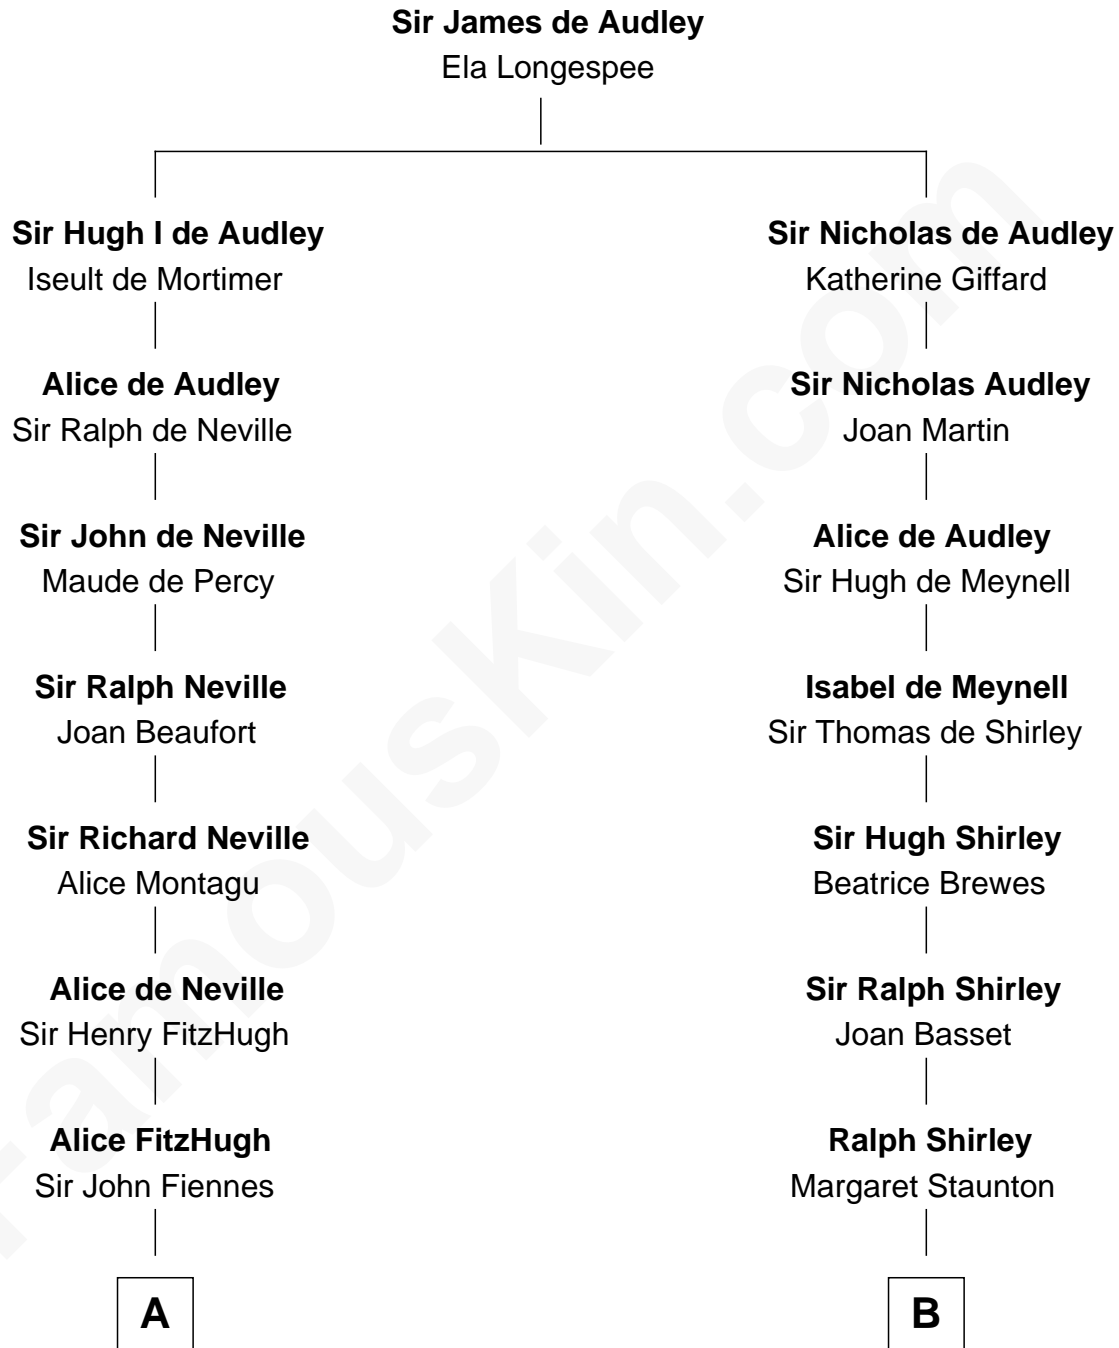 Sir James de Audley
Ela Longespee
Sir Hugh I de Audley
Iseult de Mortimer
Sir Nicholas de Audley
Katherine Giffard
Alice de Audley
Sir Ralph de Neville
Sir Nicholas Audley
Joan Martin
Sir John de Neville
Maude de Percy
Alice de Audley
Sir Hugh de Meynell
Sir Ralph Neville
Joan Beaufort
Isabel de Meynell
Sir Thomas de Shirley
Sir Richard Neville
Alice Montagu
Sir Hugh Shirley
Beatrice Brewes
Alice de Neville
Sir Henry FitzHugh
Sir Ralph Shirley
Joan Basset
Alice FitzHugh
Sir John Fiennes
Ralph Shirley
Margaret Staunton
A
B
FamousKin.com